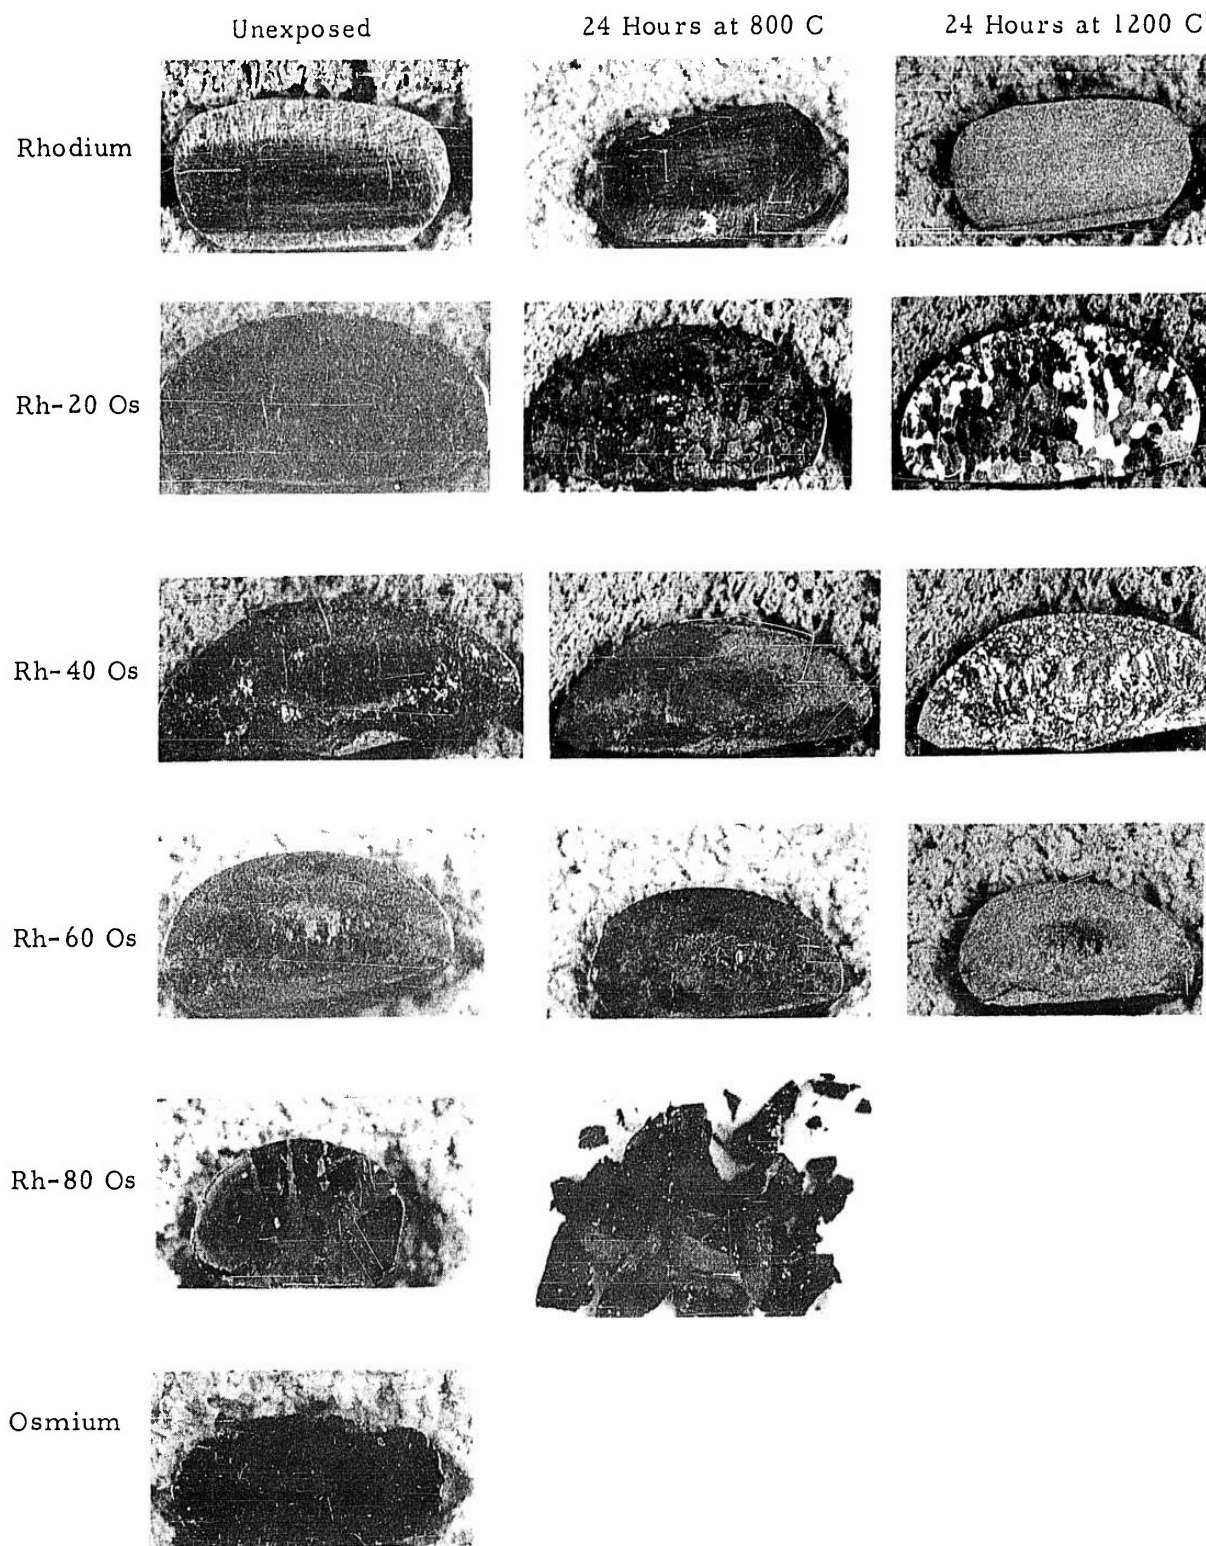 Unexposed
24 Hours at 800 C
24 Hours at 1200 C
Rhodium
Rh-20 Os
Rh-40 Os
Rh-60 Os
Rh-80 Os
Osmium